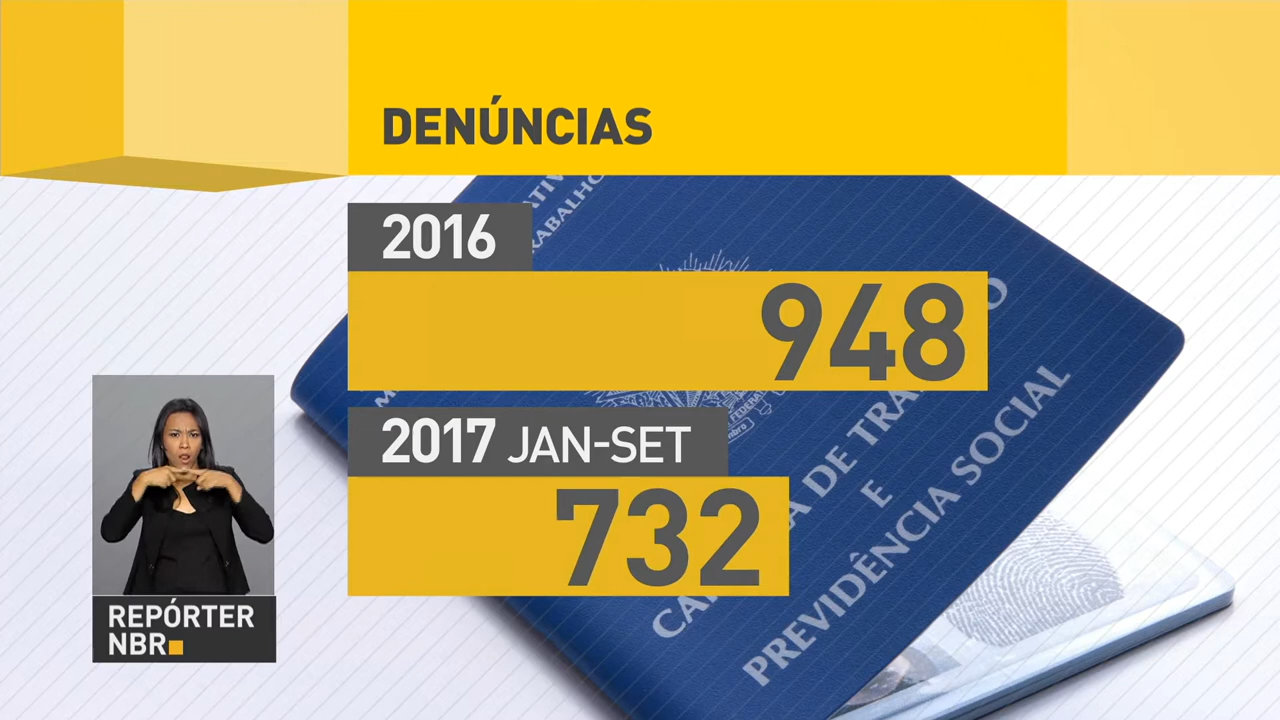 DENÚNCIAS
2016
948
2017 JAN-SET
732
REPÓRTER
NBR
E
PREVIDÊNCIA SOCIAL